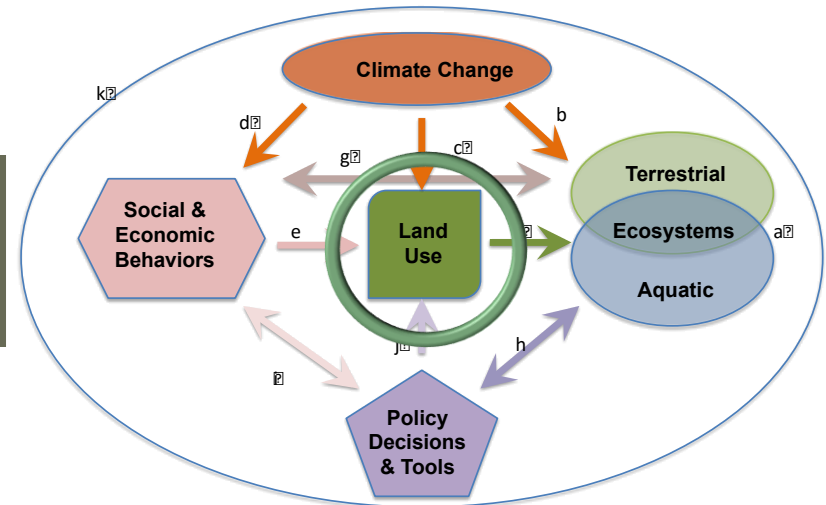 Climate Change
k
d
b
g
c
Terrestrial
Social &
Economic
Behaviors
e
Land
Use
Ecosystems
a
Aquatic
j
h
Policy
Decisions
& Tools